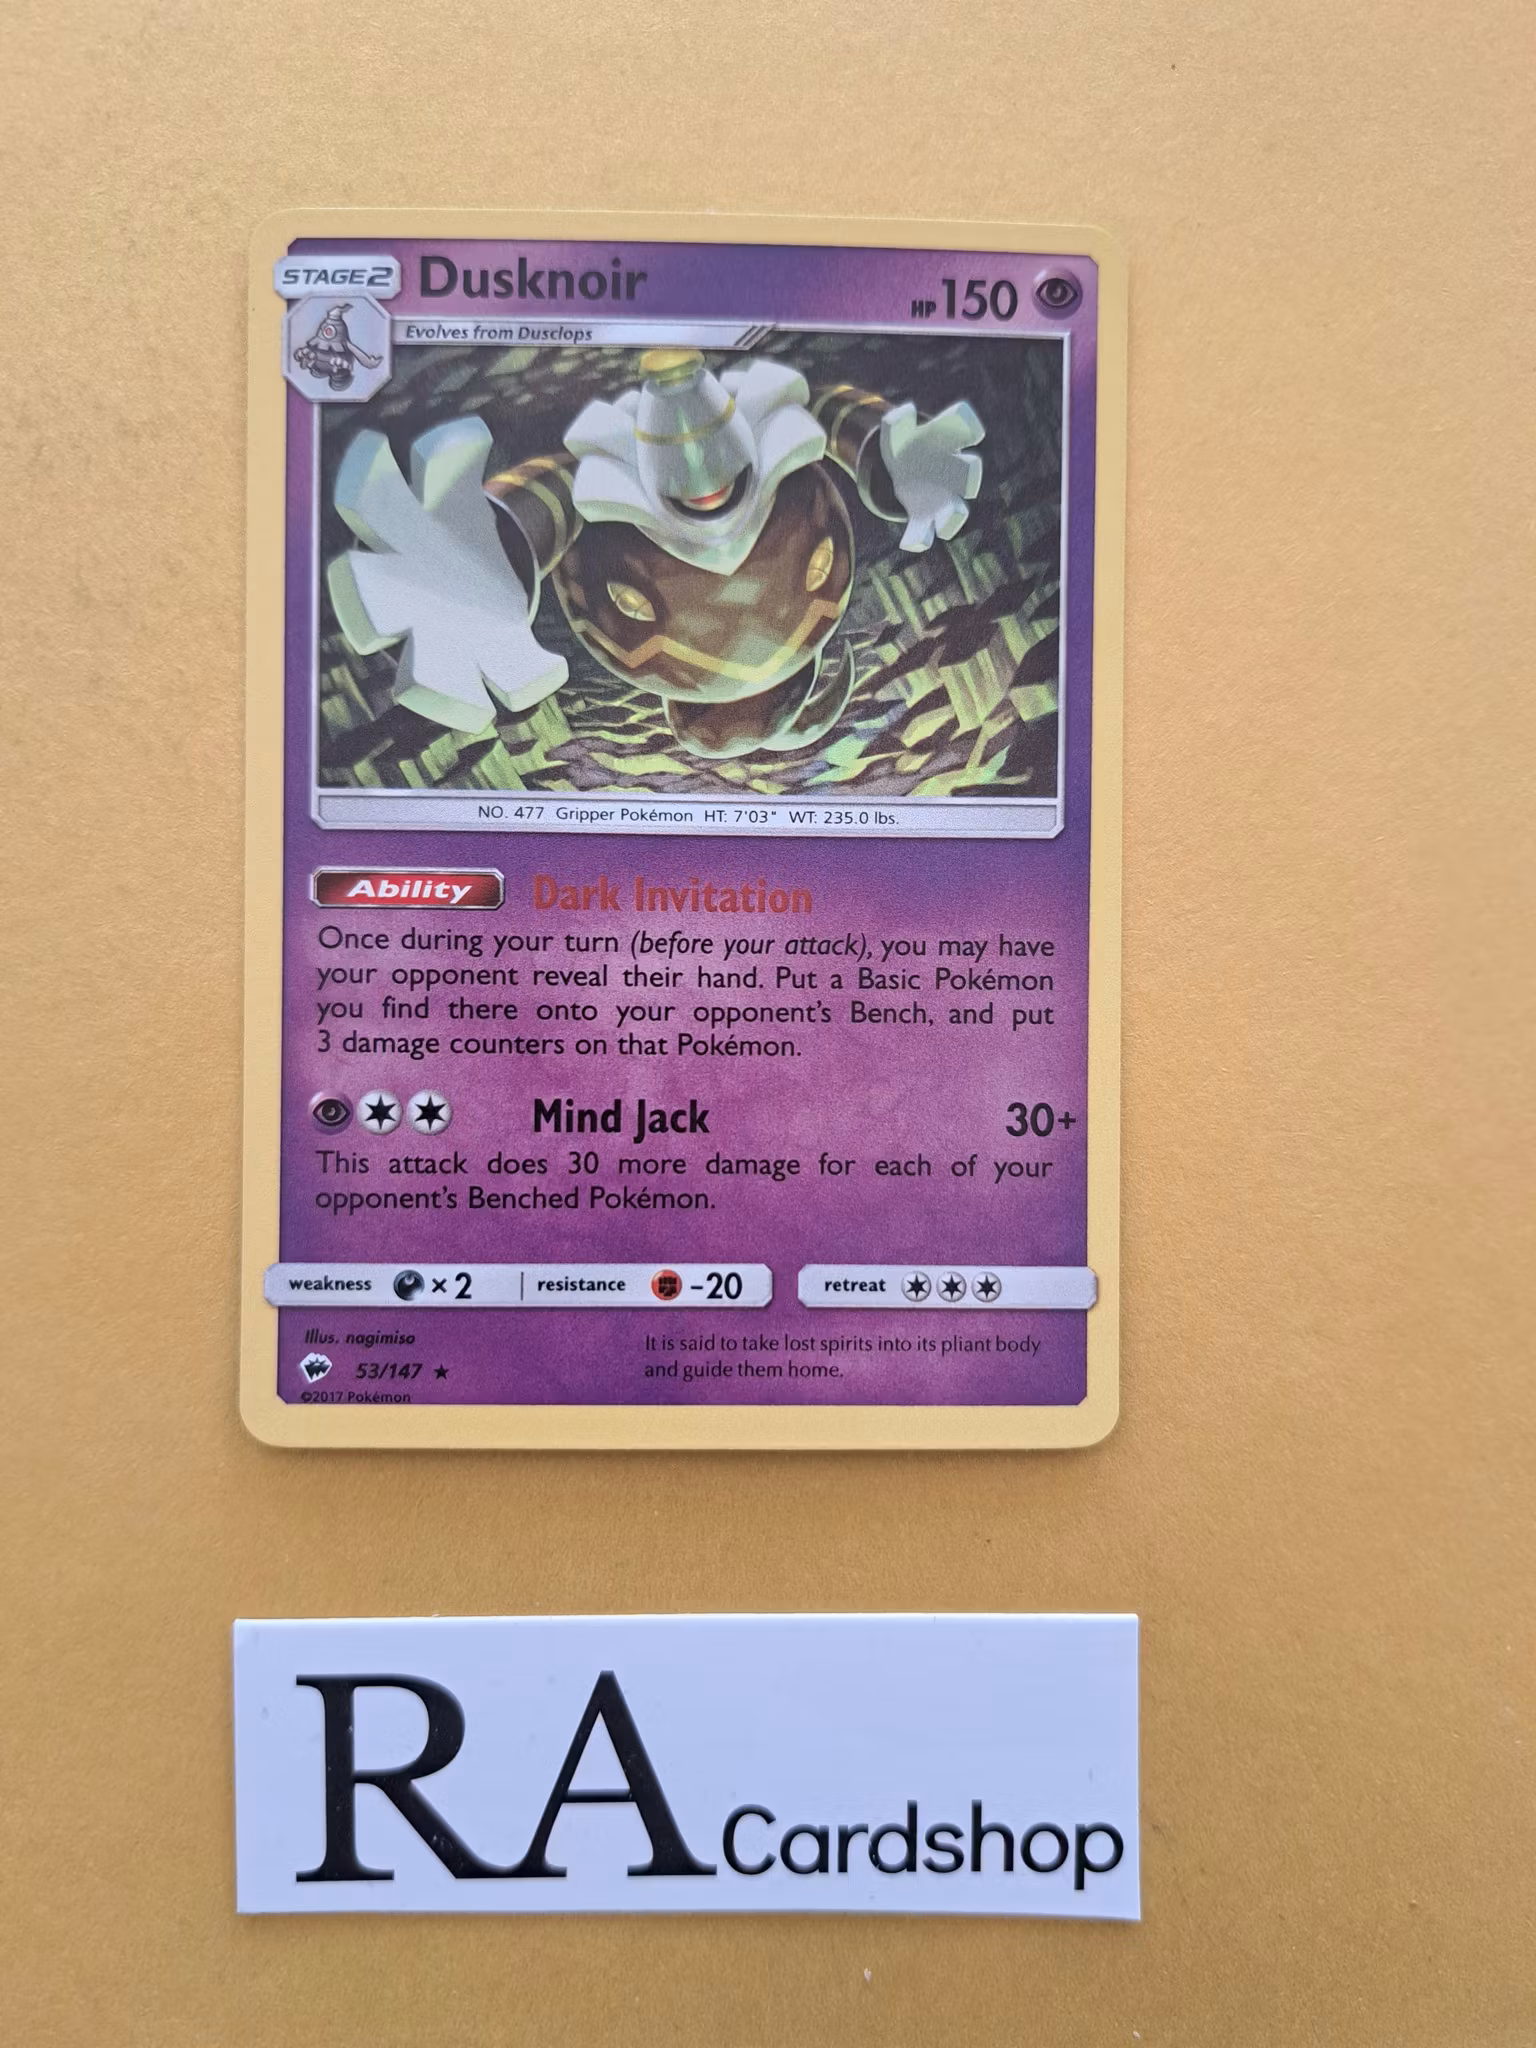 STAGE2
Dusknoir
HP150
Evolves from Dusclops
NO. 477 Gripper Pokémon HT: 7'03" WT: 235.0 lbs.
Ability Dark Invitation
Once during your turn (before your attack), you may have
your opponent reveal their hand. Put a Basic Pokémon
you find there onto your opponent's Bench, and put
3 damage counters on that Pokémon.
Mind Jack 30+
This attack does 30 more damage for each of your
opponent's Benched Pokémon.
weakness ×2 | resistance -20 retreat
Illus. nagimiso
53/147 ★
©2017 Pokémon
It is said to take lost spirits into its pliant body
and guide them home.
RA Cardshop